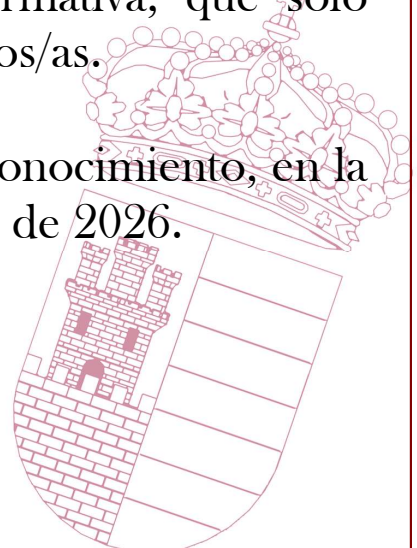 rmativa, que solo
os/as.
onocimiento, en la
de 2026.